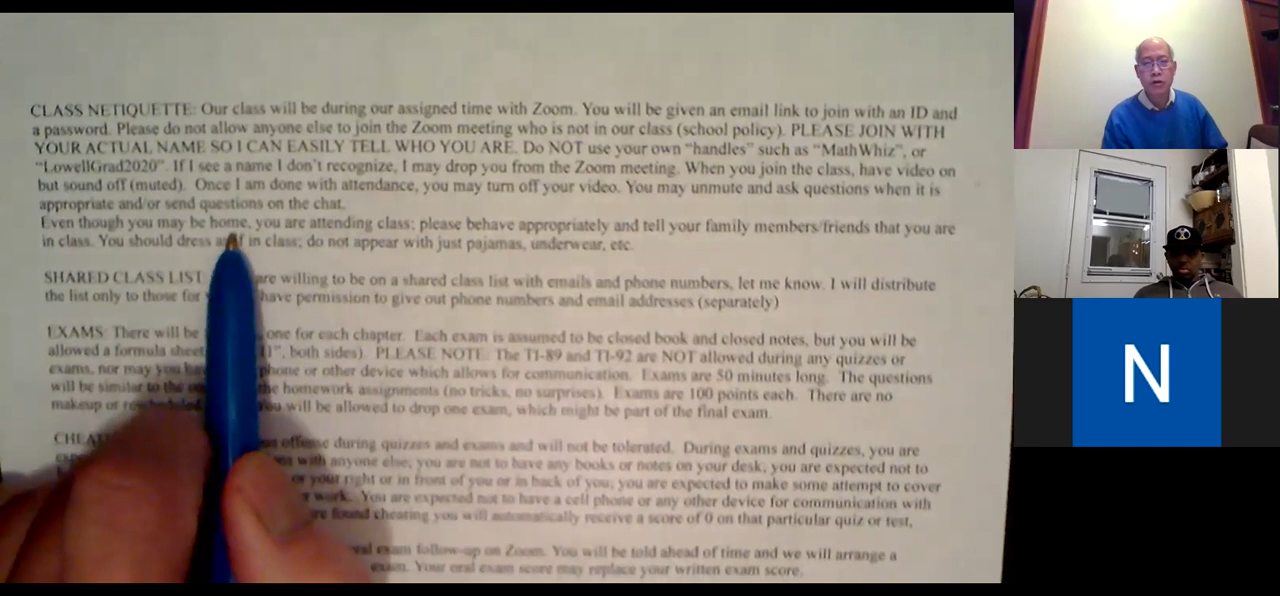 CLASS NETIQUETTE: Our class will be during our assigned time with Zoom. You will be given an email link to join with an ID and
a password. Please do not allow anyone else to join the Zoom meeting who is not in our class (school policy). PLEASE JOIN WITH
YOUR ACTUAL NAME SO I CAN EASILY TELL WHO YOU ARE. Do NOT use your own "handles" such as "MathWhiz", or
"LowellGrad2020". If I see a name I don't recognize, I may drop you from the Zoom meeting. When you join the class, have video on
but sound off (muted). Once I am done with attendance, you may turn off your video. You may unmute and ask questions when it is
appropriate and/or send questions on the chat.
Even though you may be home, you are attending class; please behave appropriately and tell your family members/friends that you are
in class. You should dress as if in class; do not appear with just pajamas, underwear, etc.
SHARED CLASS LIST are willing to be on a shared class list with emails and phone numbers, let me know. I will distribute
the list only to those for have permission to give out phone numbers and email addresses (separately)
EXAMS: There will be one for each chapter. Each exam is assumed to be closed book and closed notes, but you will be
allowed a formula sheet 11", both sides). PLEASE NOTE: The TI-89 and TI-92 are NOT allowed during any quizzes or
exams, nor may you have phone or other device which allows for communication. Exams are 50 minutes long. The questions
will be similar to the the homework assignments (no tricks, no surprises). Exams are 100 points each. There are no
makeup or rescheduled You will be allowed to drop one exam, which might be part of the final exam.
offense during quizzes and exams and will not be tolerated. During exams and quizzes, you are
with anyone else; you are not to have any books or notes on your desk, you are expected not to
or your right or in front of you or in back of you; you are expected to make some attempt to cover
work. You are expected not to have a cell phone or any other device for communication with
found cheating you will automatically receive a score of 0 on that particular quiz or test,
oral exam follow-up on Zoom. You will be told ahead of time and we will arrange a
exam. Your oral exam score may replace your written exam score.
N